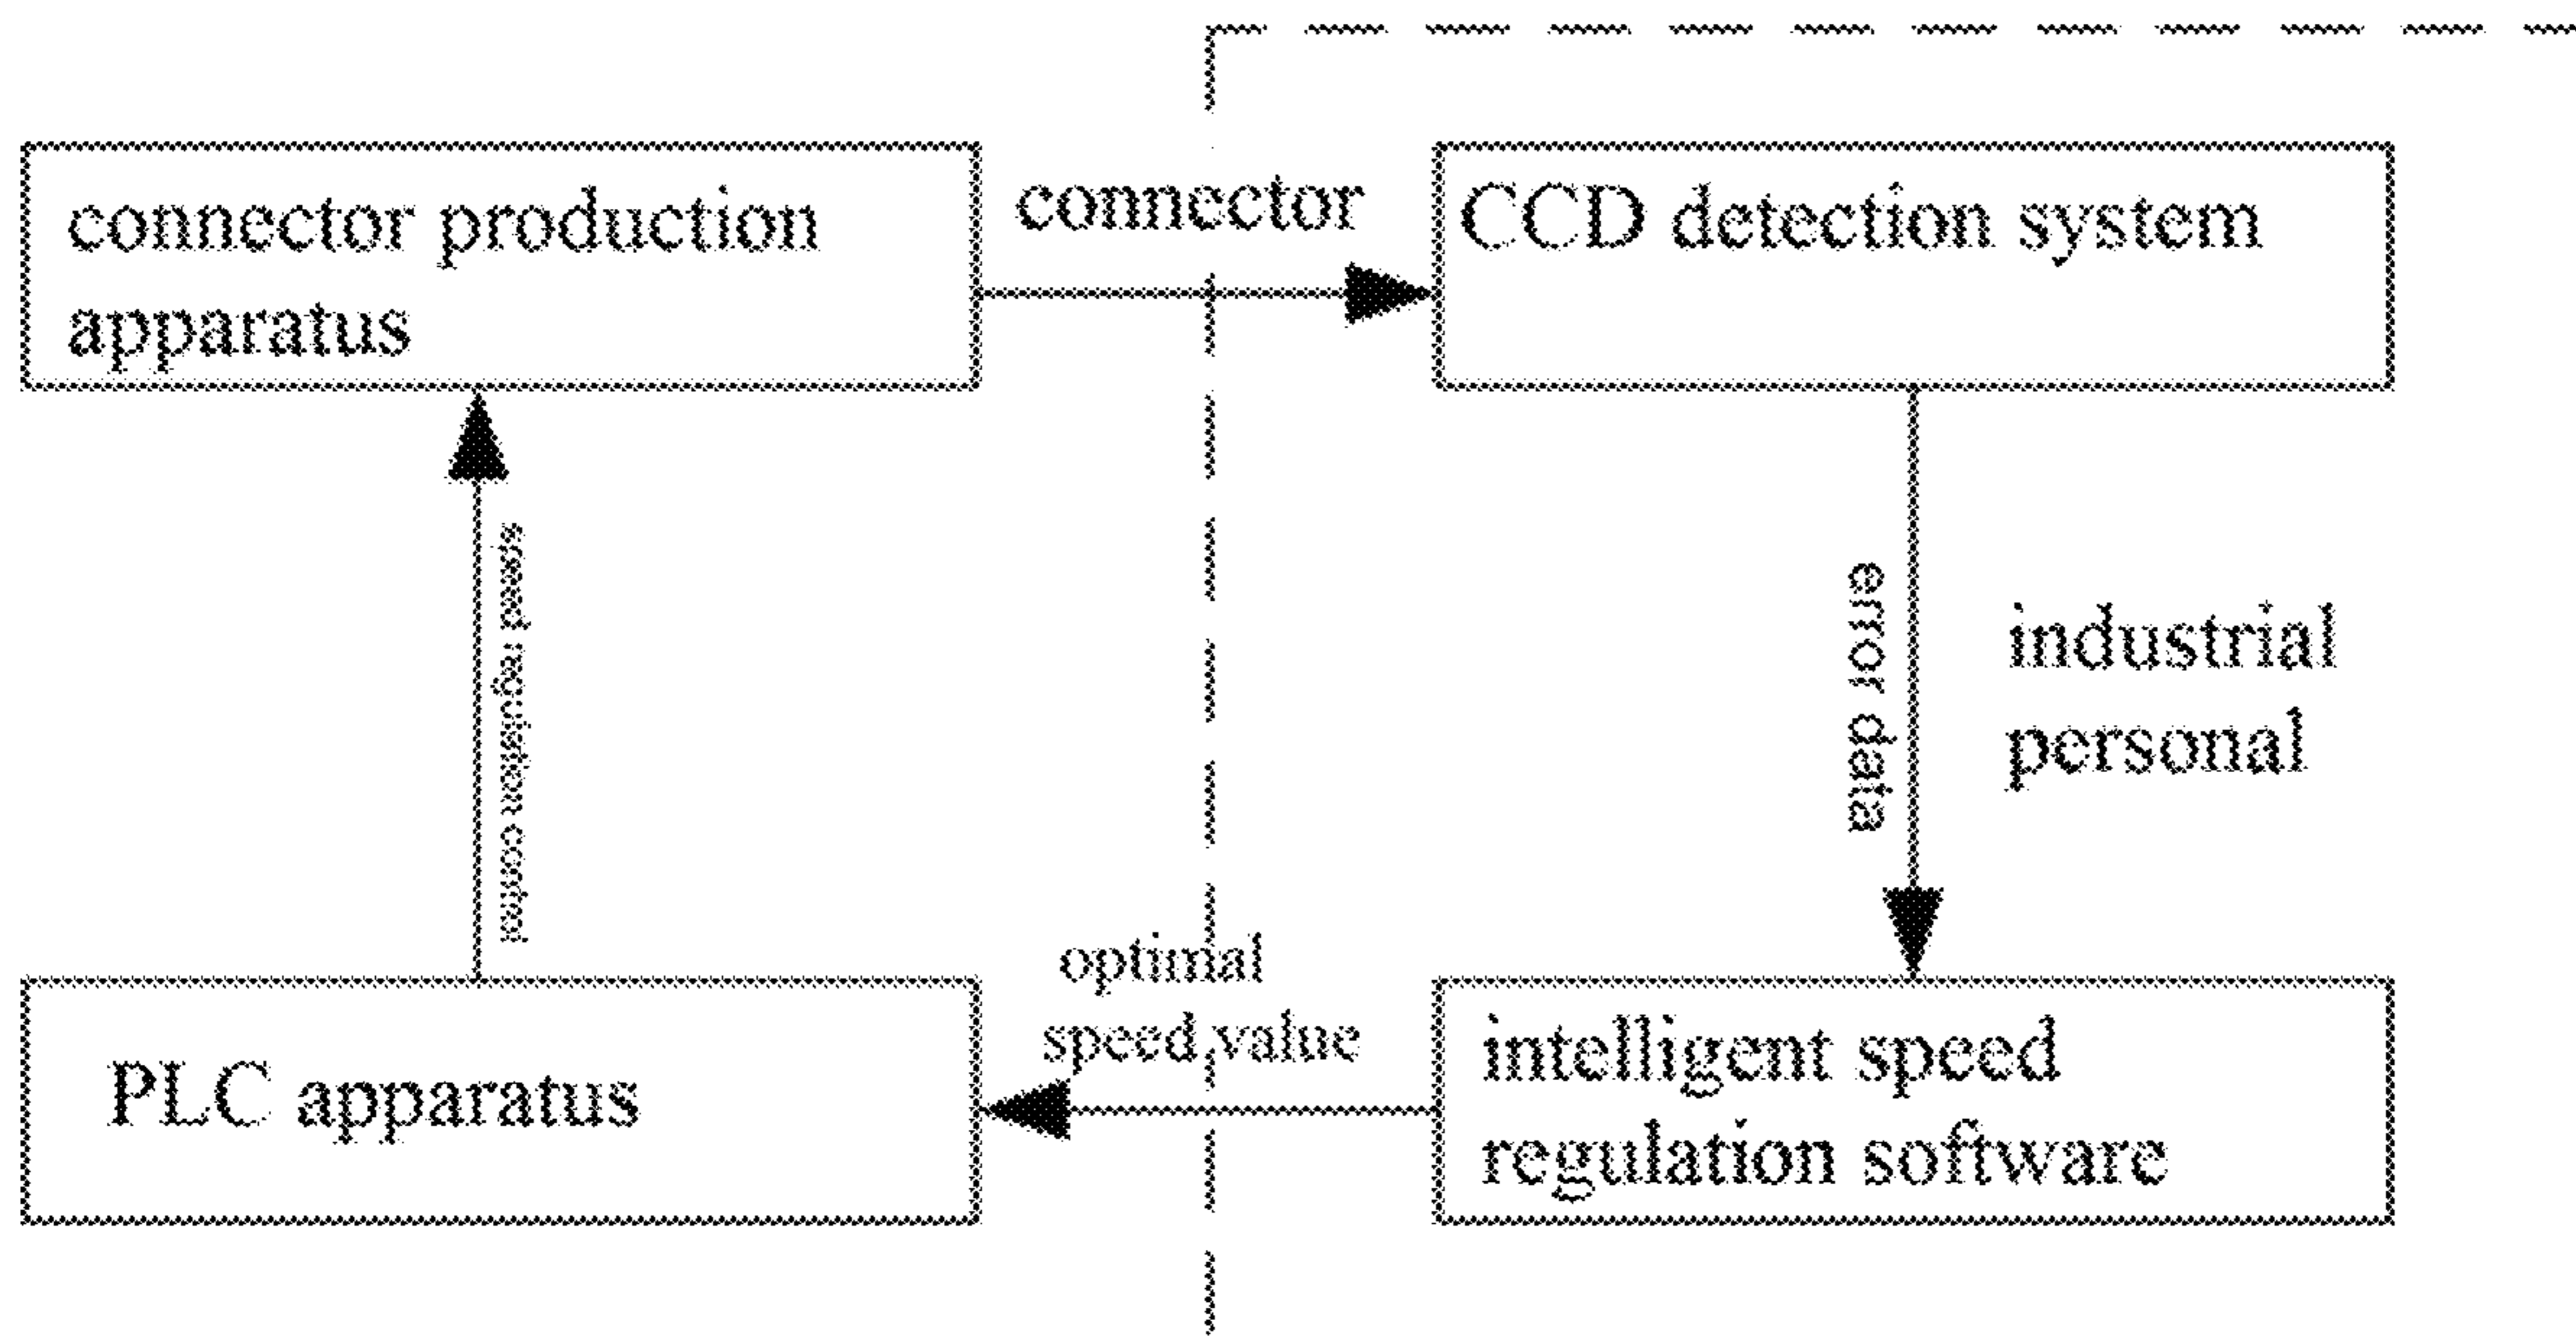 connector production
apparatus
connector
CCD detection system
speed regulation control
error data
industrial
personal
optimal
speed value
PLC apparatus
intelligent speed
regulation software